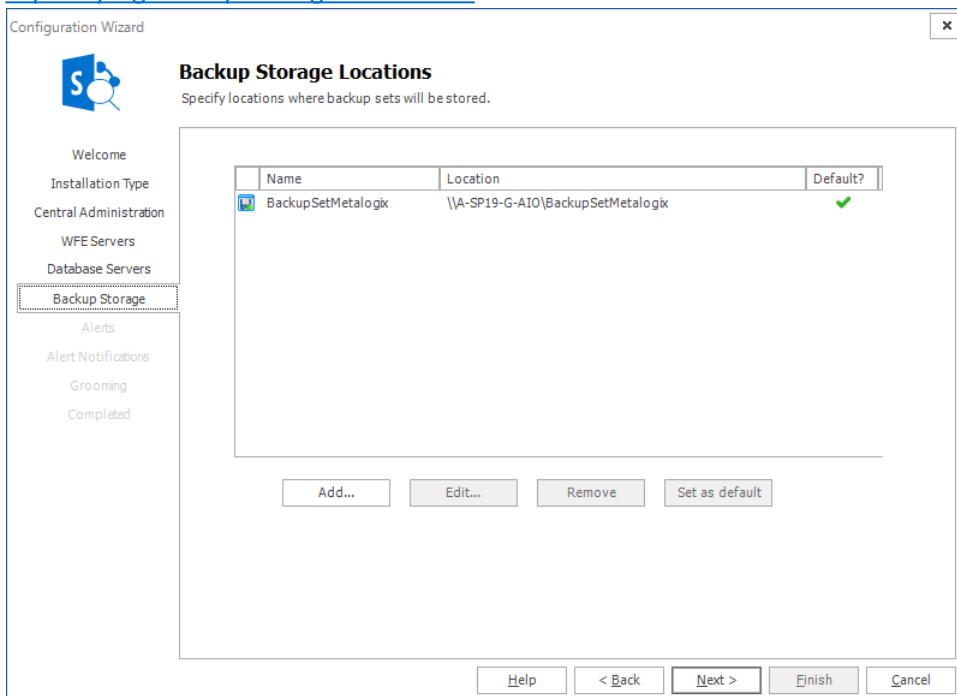 Configuration Wizard
Backup Storage Locations
Specify locations where backup sets will be stored.
Welcome
Installation Type
Central Administration
WFE Servers
Database Servers
Backup Storage
Alerts
Alert Notifications
Grooming
Completed
Name Location Default?
BackupSetMetalogix \\A-SP19-G-AIO\BackupSetMetalogix
Add... Edit... Remove Set as default
Help < Back Next > Finish Cancel